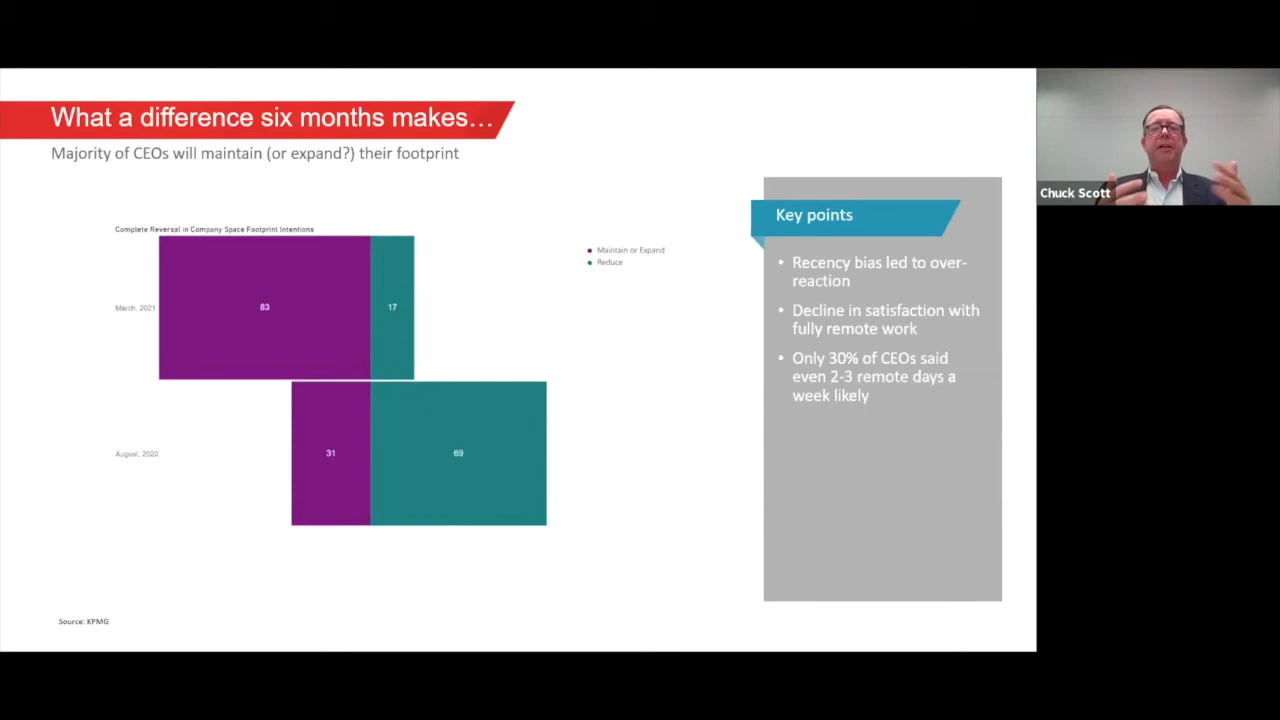 What a difference six months makes…
Majority of CEOs will maintain (or expand?) their footprint
Complete Reversal in Company Space Footprint Intentions
Maintain or Expand
Reduce
March, 2021
83
17
August, 2020
31
69
Source: KPMG
Key points
• Recency bias led to over-
reaction
• Decline in satisfaction with
fully remote work
• Only 30% of CEOs said
even 2-3 remote days a
week likely
Chuck Scott